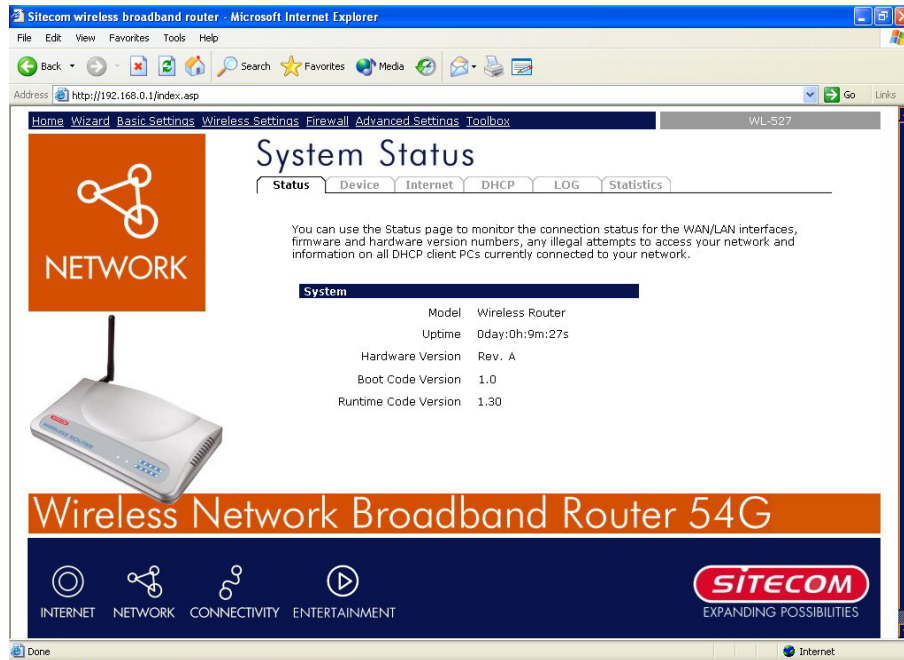 Sitecom wireless broadband router - Microsoft Internet Explorer
File Edit View Favorites Tools Help
Back Search Favorites Media
Address http://192.168.0.1/index.asp Go Links
Home Wizard Basic Settings Wireless Settings Firewall Advanced Settings Toolbox WL-527
System Status
Status Device Internet DHCP LOG Statistics
You can use the Status page to monitor the connection status for the WAN/LAN interfaces,
firmware and hardware version numbers, any illegal attempts to access your network and
information on all DHCP client PCs currently connected to your network.
NETWORK
System
Model Wireless Router
Uptime 0day:0h:9m:27s
Hardware Version Rev. A
Boot Code Version 1.0
Runtime Code Version 1.30
SITECOM
WIRELESS ROUTER
Wireless Network Broadband Router 54G
INTERNET NETWORK CONNECTIVITY ENTERTAINMENT
SITECOM
EXPANDING POSSIBILITIES
Done Internet